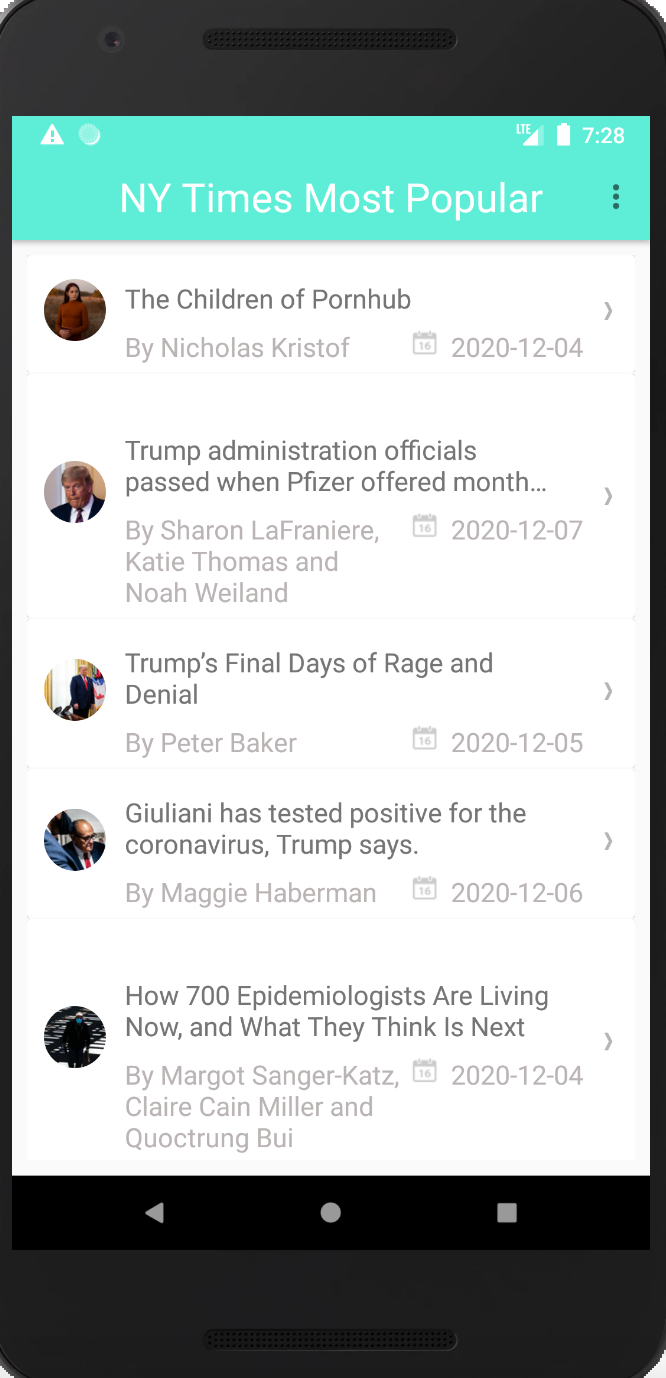 LTE 7:28
NY Times Most Popular
The Children of Pornhub
By Nicholas Kristof 16 2020-12-04
Trump administration officials
passed when Pfizer offered month…
By Sharon LaFraniere, 16 2020-12-07
Katie Thomas and
Noah Weiland
Trump’s Final Days of Rage and
Denial
By Peter Baker 16 2020-12-05
Giuliani has tested positive for the
coronavirus, Trump says.
By Maggie Haberman 16 2020-12-06
How 700 Epidemiologists Are Living
Now, and What They Think Is Next
By Margot Sanger-Katz, 16 2020-12-04
Claire Cain Miller and
Quoctrung Bui